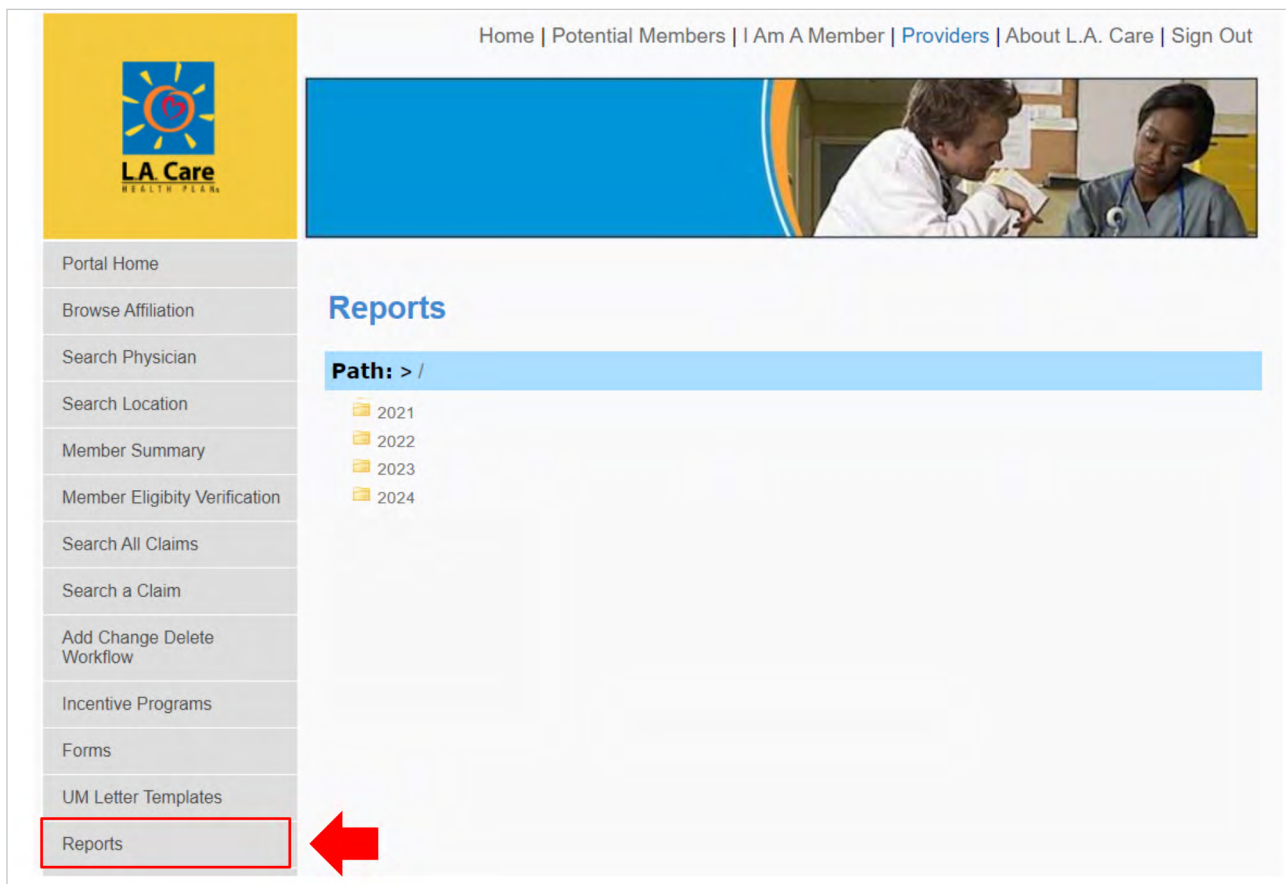 Home | Potential Members | I Am A Member | Providers | About L.A. Care | Sign Out
L.A. Care
HEALTH PLAN®
Portal Home
Browse Affiliation
Search Physician
Search Location
Member Summary
Member Eligibity Verification
Search All Claims
Search a Claim
Add Change Delete
Workflow
Incentive Programs
Forms
UM Letter Templates
Reports
Reports
Path: > /
2021
2022
2023
2024